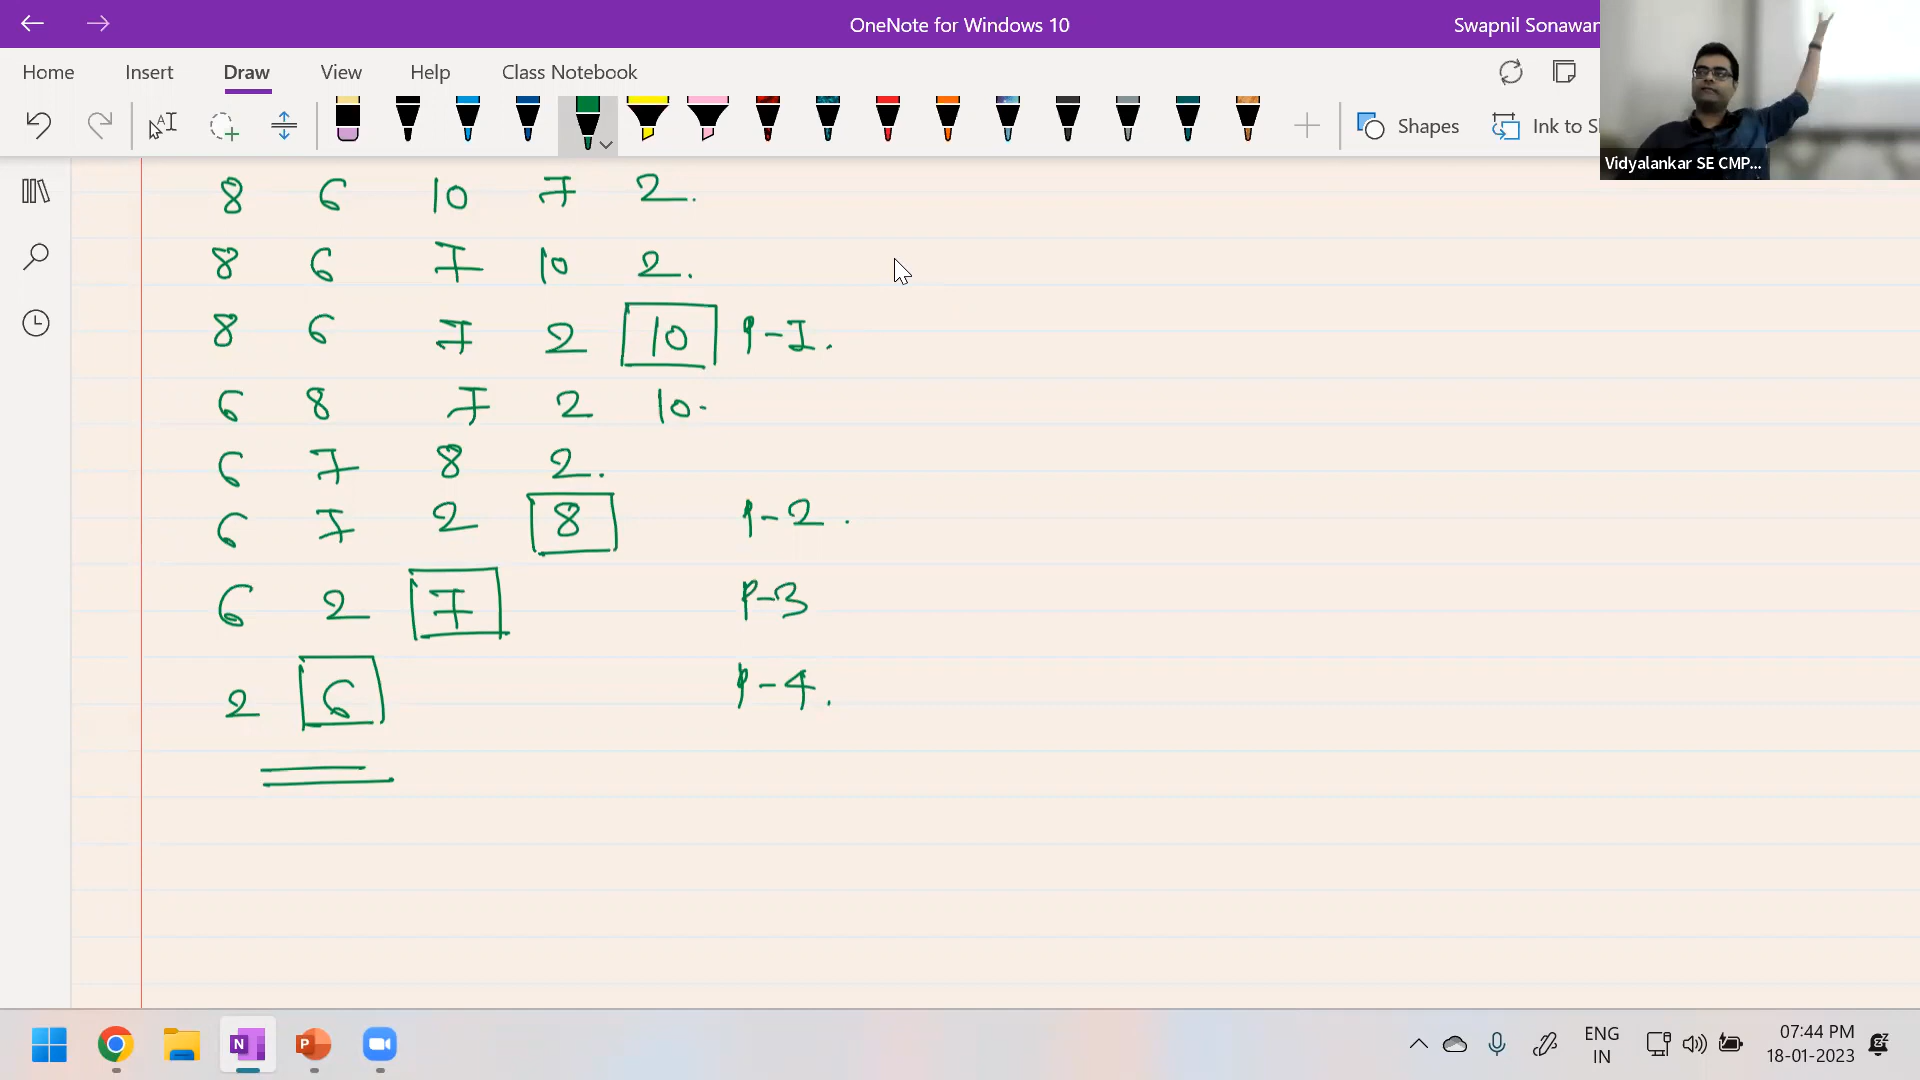 OneNote for Windows 10
Swapnil Sonawan
Home Insert Draw View Help Class Notebook
Shapes
Ink to S
Vidyalankar SE CMP...
8 6 10 7 2.
8 6 7 10 2.
8 6 7 2 10 P-I.
6 8 7 2 10.
6 7 8 2.
6 7 2 8 P-2.
6 2 7 P-3
2 6 P-4.
ENG
IN
07:44 PM
18-01-2023